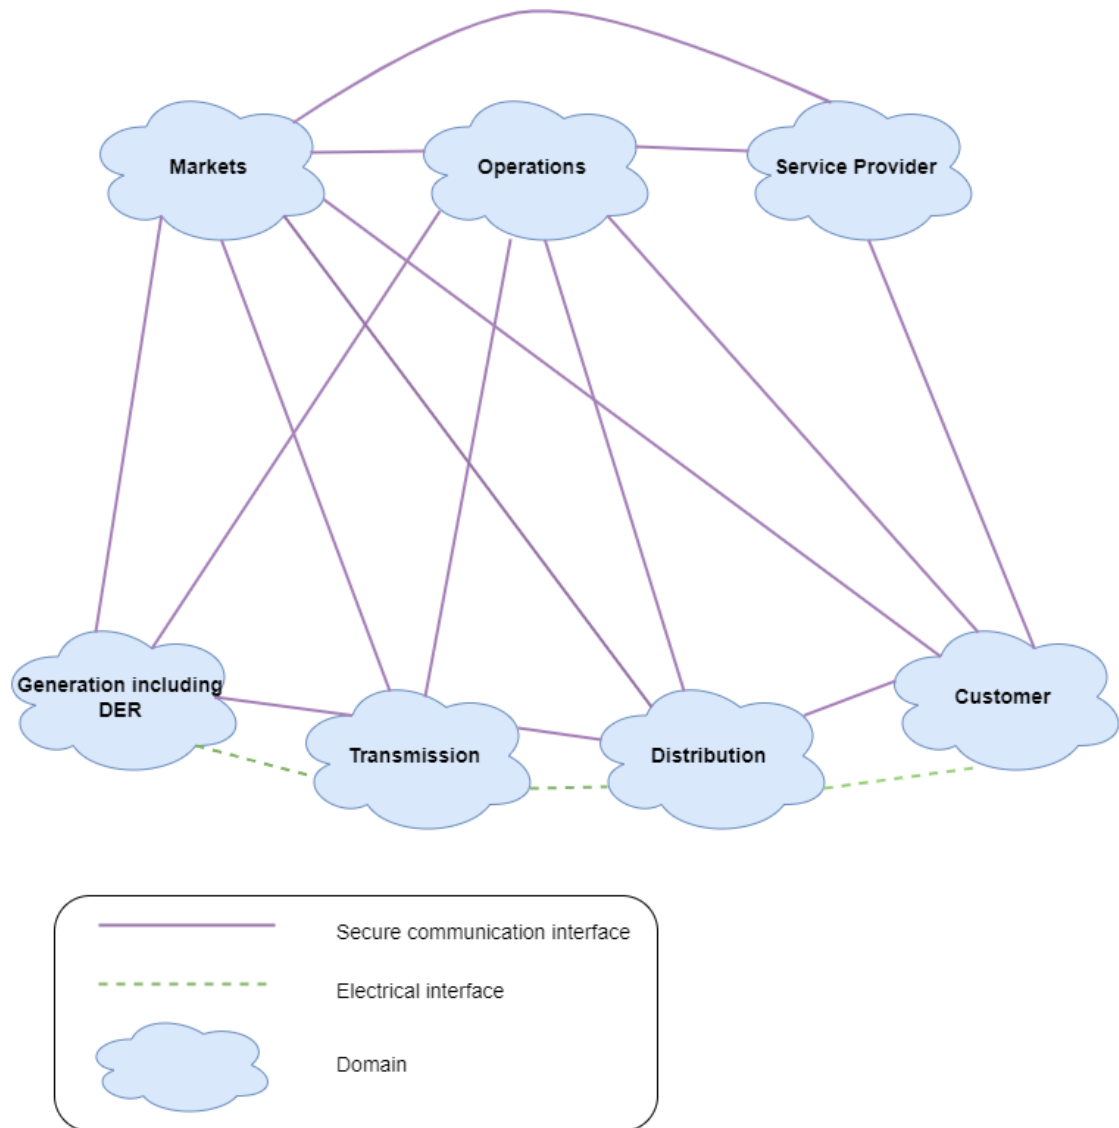 Markets
Operations
Service Provider
Generation including
DER
Transmission
Distribution
Customer
Secure communication interface
Electrical interface
Domain